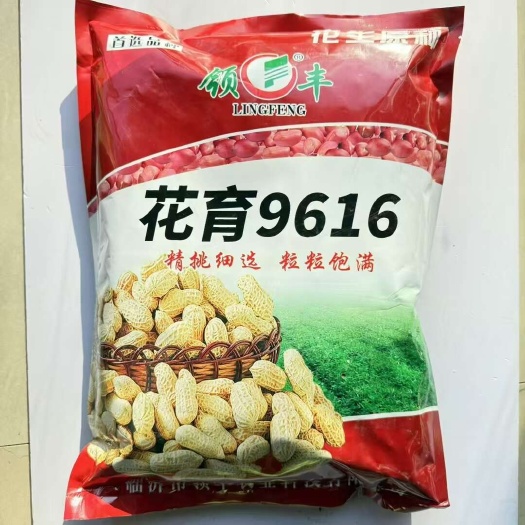 首选品种
花生原种
领丰®
LINGFENG
花育9616
精挑细选 粒粒饱满